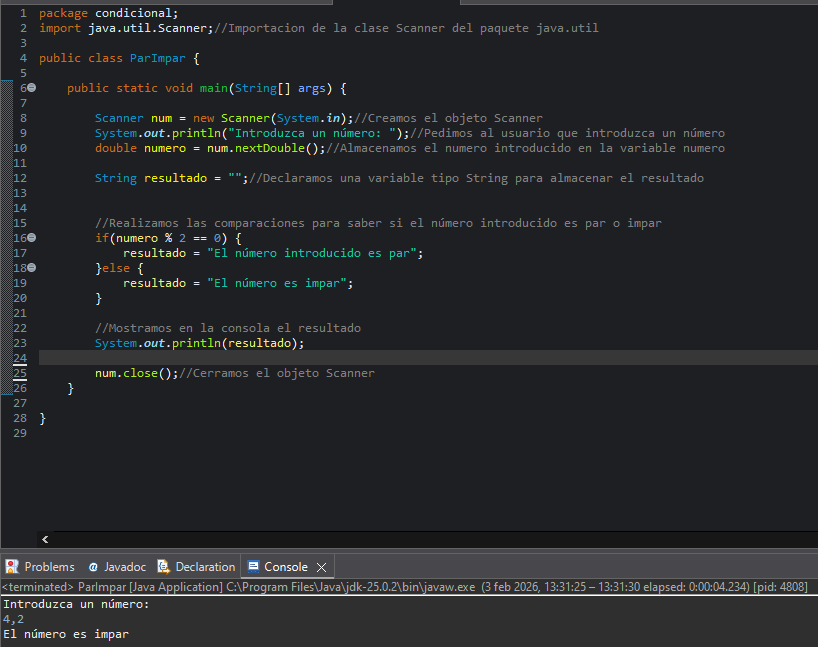 1 package condicional;
2 import java.util.Scanner;//Importacion de la clase Scanner del paquete java.util
3
4 public class ParImpar {
5
6 public static void main(String[] args) {
7
8 Scanner num = new Scanner(System.in);//Creamos el objeto Scanner
9 System.out.println("Introduzca un número: ");//Pedimos al usuario que introduzca un número
10 double numero = num.nextDouble();//Almacenamos el numero introducido en la variable numero
11
12 String resultado = "";//Declaramos una variable tipo String para almacenar el resultado
13
14
15 //Realizamos las comparaciones para saber si el número introducido es par o impar
16 if(numero % 2 == 0) {
17 resultado = "El número introducido es par";
18 }else {
19 resultado = "El número es impar";
20 }
21
22 //Mostramos en la consola el resultado
23 System.out.println(resultado);
24
25 num.close();//Cerramos el objeto Scanner
26 }
27
28 }
29
Problems Javadoc Declaration Console
<terminated> ParImpar [Java Application] C:\Program Files\Java\jdk-25.0.2\bin\javaw.exe (3 feb 2026, 13:31:25 – 13:31:30 elapsed: 0:00:04.234) [pid: 4808]
Introduzca un número:
4,2
El número es impar